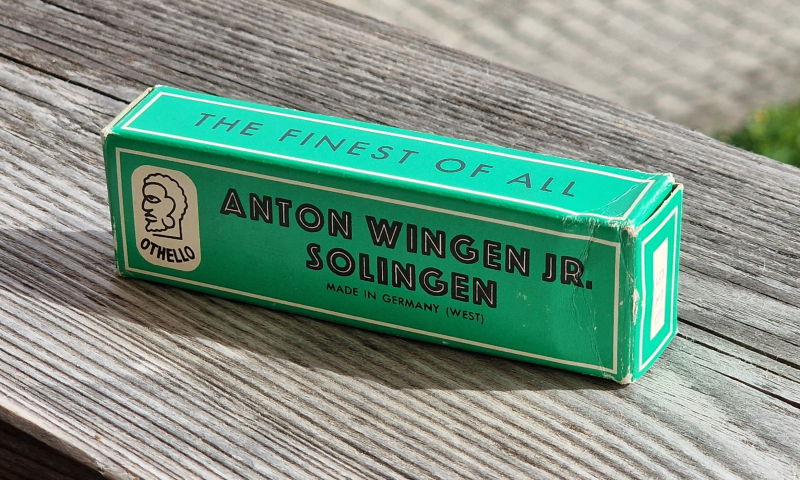 THE FINEST OF ALL
OTHELLO
ANTON WINGEN JR.
SOLINGEN
MADE IN GERMANY (WEST)